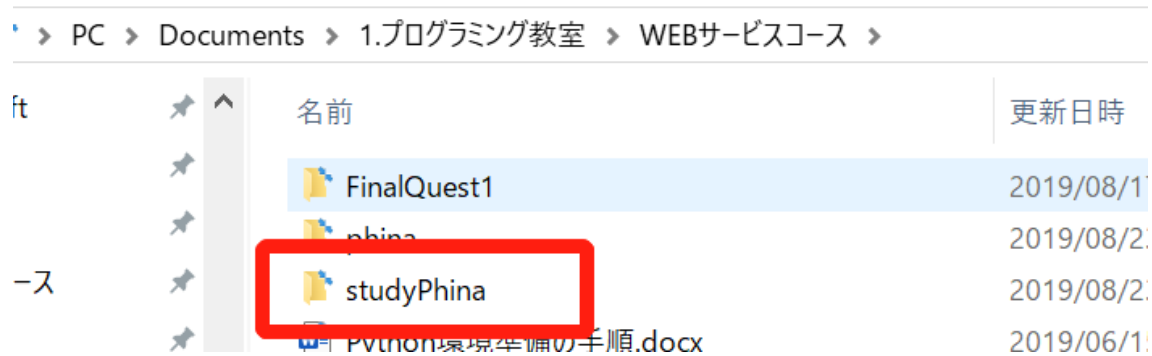 PC > Documents > 1.プログラミング教室 > WEBサービスコース >
ft
名前 更新日時
FinalQuest1 2019/08/17
phina 2019/08/2
studyPhina 2019/08/2
ース
Python環境準備の手順.docx 2019/06/1